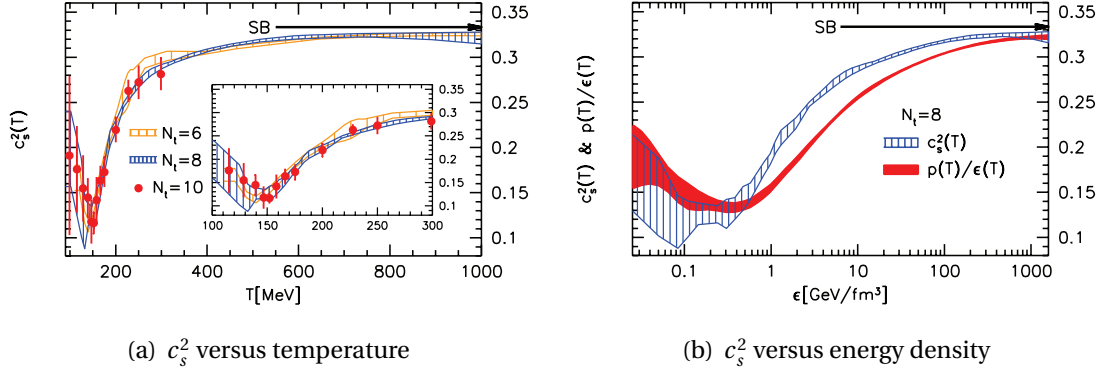 SB
N_t=6
N_t=8
N_t=10
0.3
0.25
0.2
0.15
0.1
100 150 200 250 300
0.35
0.3
0.25
0.2
0.15
0.1
c_s^2(T)
200 400 600 800 1000
T[MeV]
(a) c_s^2 versus temperature
SB
N_t=8
c_s^2(T)
p(T)/ϵ(T)
0.35
0.3
0.25
0.2
0.15
0.1
c_s^2(T) & p(T)/ϵ(T)
0.1 1 10 100 1000
ϵ[GeV/fm^3]
(b) c_s^2 versus energy density